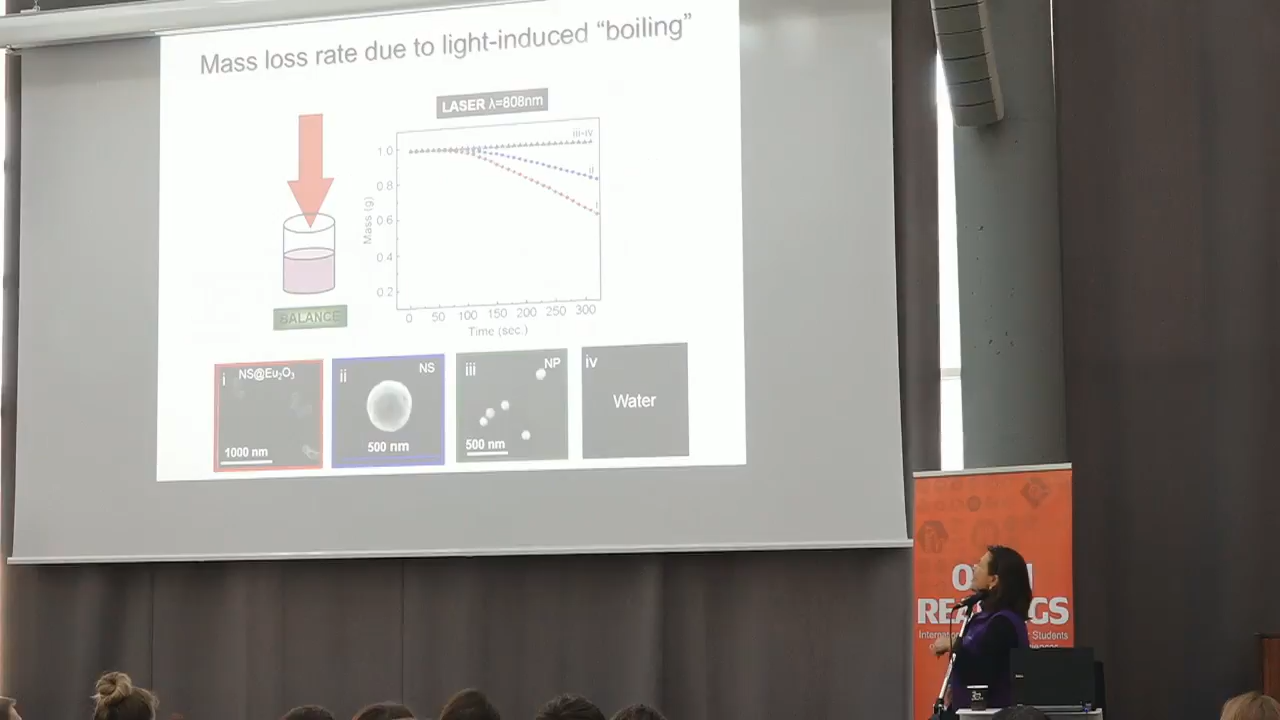 Mass loss rate due to light-induced “boiling”
LASER λ=808nm
iii-iv
ii
i
1.0
0.8
0.6
0.4
0.2
Mass (g)
0 50 100 150 200 250 300
Time (sec.)
BALANCE
i NS@Eu₂O₃
1000 nm
ii NS
500 nm
iii NP
500 nm
iv
Water
Students